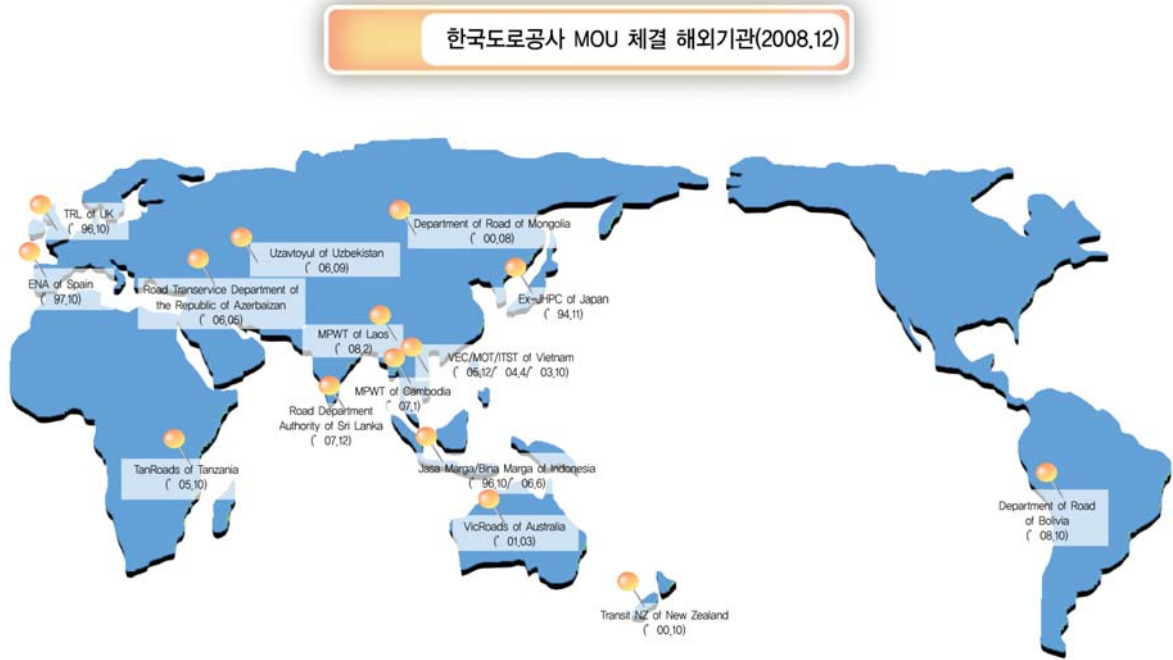 한국도로공사 MOU 체결 해외기관(2008.12)
TRL of UK
(˚ 96.10)
Department of Road of Mongolia
(˚ 00.08)
Uzavtoyul of Uzbekistan
(˚ 06.09)
ENA of Spain
(˚ 97.10)
Road Transervice Department of
the Republic of Azerbaizan
(˚ 06.05)
Ex-JHPC of Japan
(˚ 94.11)
MPWT of Laos
(˚ 08.2)
VEC/MOT/ITST of Vietnam
(˚ 05.12/˚ 04.4/˚ 03.10)
MPWT of Cambodia
(˚ 07.1)
Road Department
Authority of Sri Lanka
(˚ 07.12)
TanRoads of Tanzania
(˚ 05.10)
Jasa Marga/Bina Marga of Indonesia
(˚ 96.10/˚ 06.6)
VicRoads of Australia
(˚ 01.03)
Department of Road
of Bolivia
(˚ 08.10)
Transit NZ of New Zealand
(˚ 00.10)